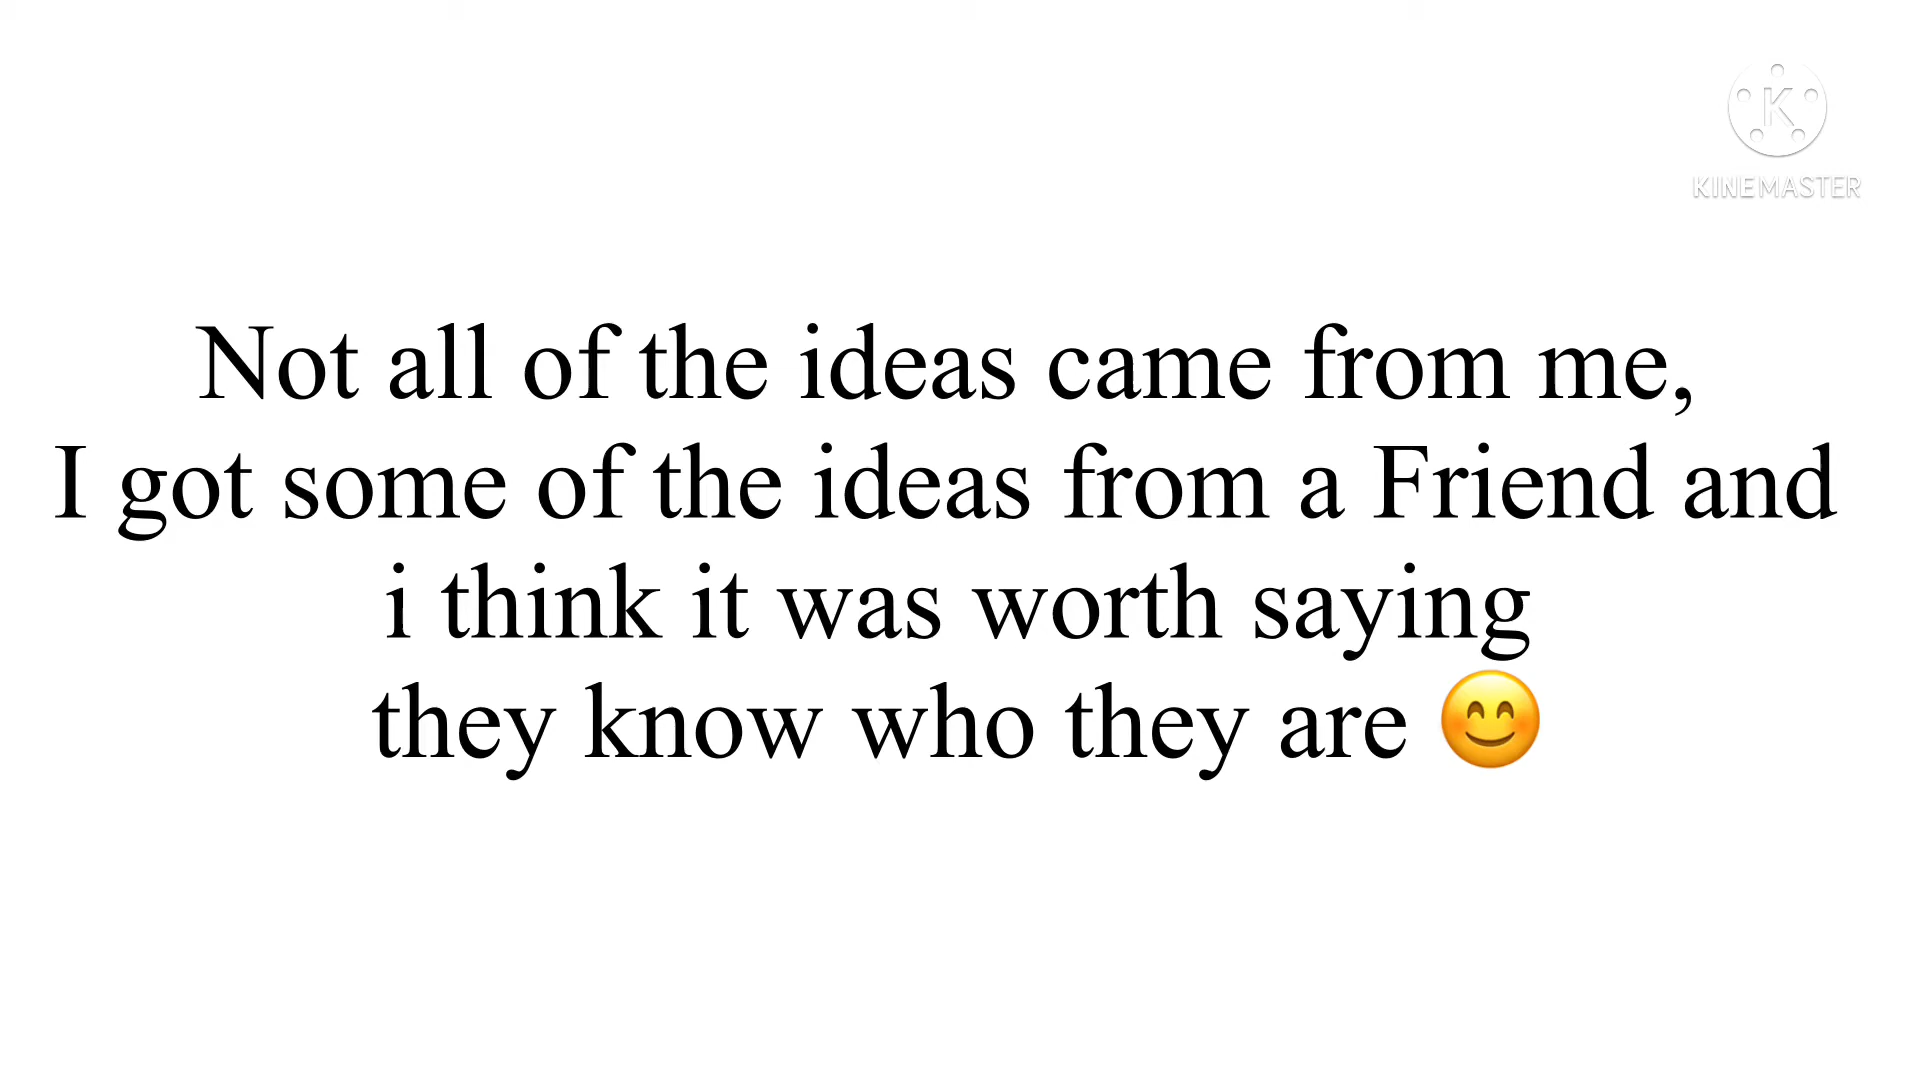 KINEMASTER
Not all of the ideas came from me,
I got some of the ideas from a Friend and
i think it was worth saying
they know who they are 😊